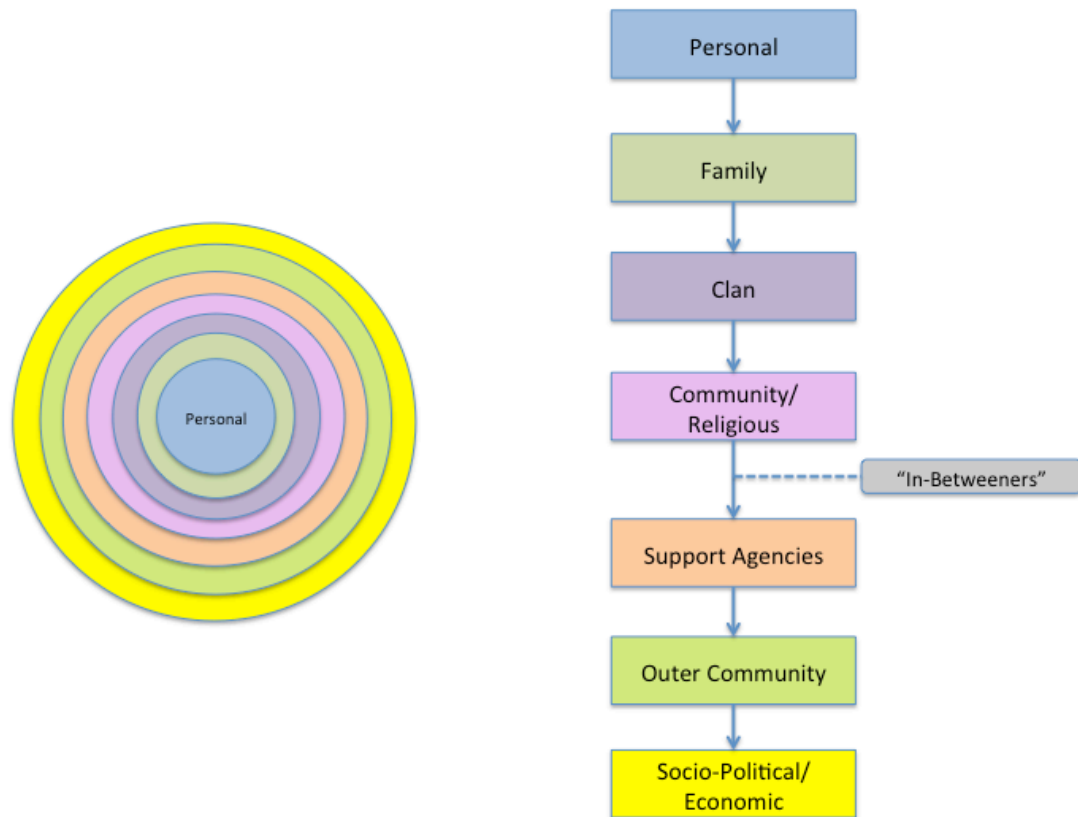 Personal
Personal
Family
Clan
Community/
Religious
“In-Betweeners”
Support Agencies
Outer Community
Socio-Political/
Economic